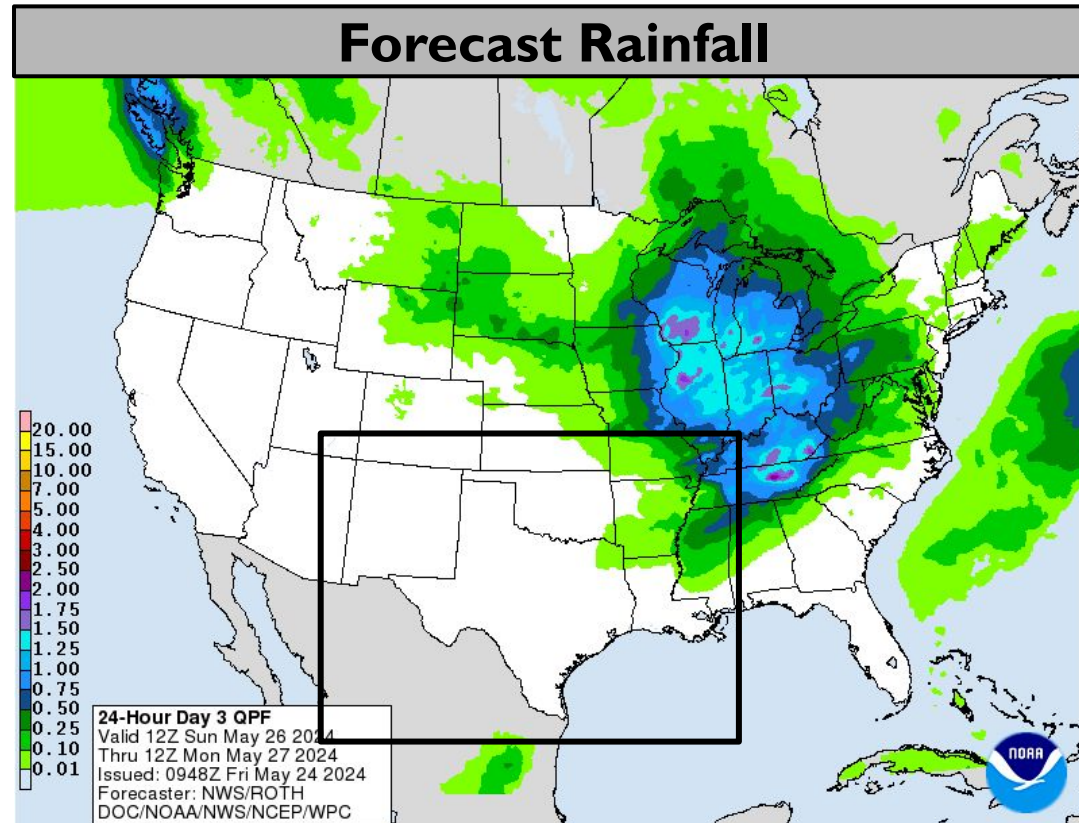 Forecast Rainfall
20.00
15.00
10.00
7.00
5.00
4.00
3.00
2.50
2.00
1.75
1.50
1.25
1.00
0.75
0.50
0.25
0.10
0.01
24-Hour Day 3 QPF
Valid 12Z Sun May 26 2024
Thru 12Z Mon May 27 2024
Issued: 0948Z Fri May 24 2024
Forecaster: NWS/ROTH
DOC/NOAA/NWS/NCEP/WPC
NOAA